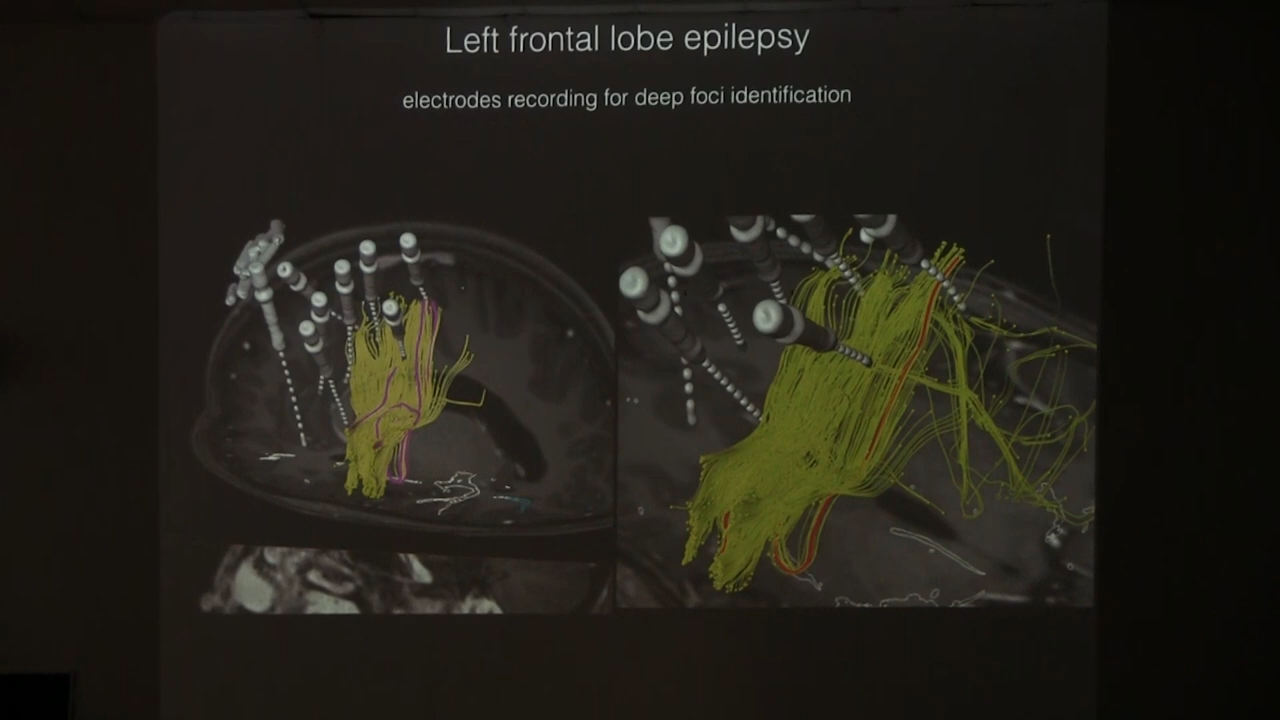 Left frontal lobe epilepsy
electrodes recording for deep foci identification